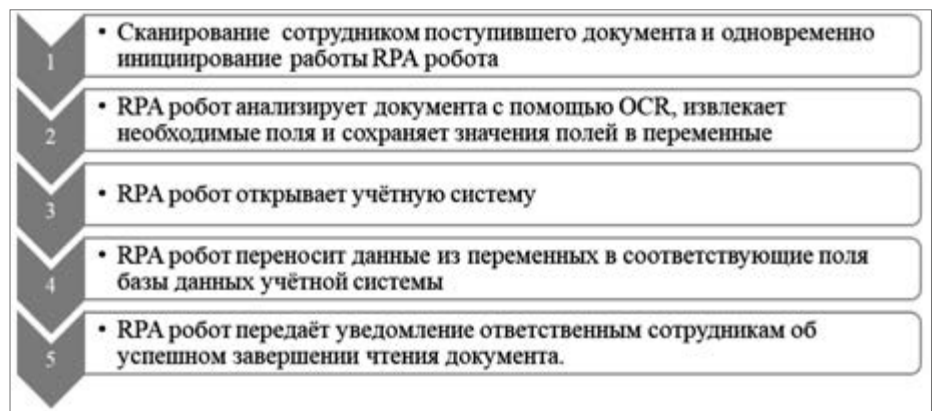 1
• Сканирование сотрудником поступившего документа и одновременно
инициирование работы RPA робота
2
• RPA робот анализирует документа с помощью OCR, извлекает
необходимые поля и сохраняет значения полей в переменные
3
• RPA робот открывает учётную систему
4
• RPA робот переносит данные из переменных в соответствующие поля
базы данных учётной системы
5
• RPA робот передаёт уведомление ответственным сотрудникам об
успешном завершении чтения документа.